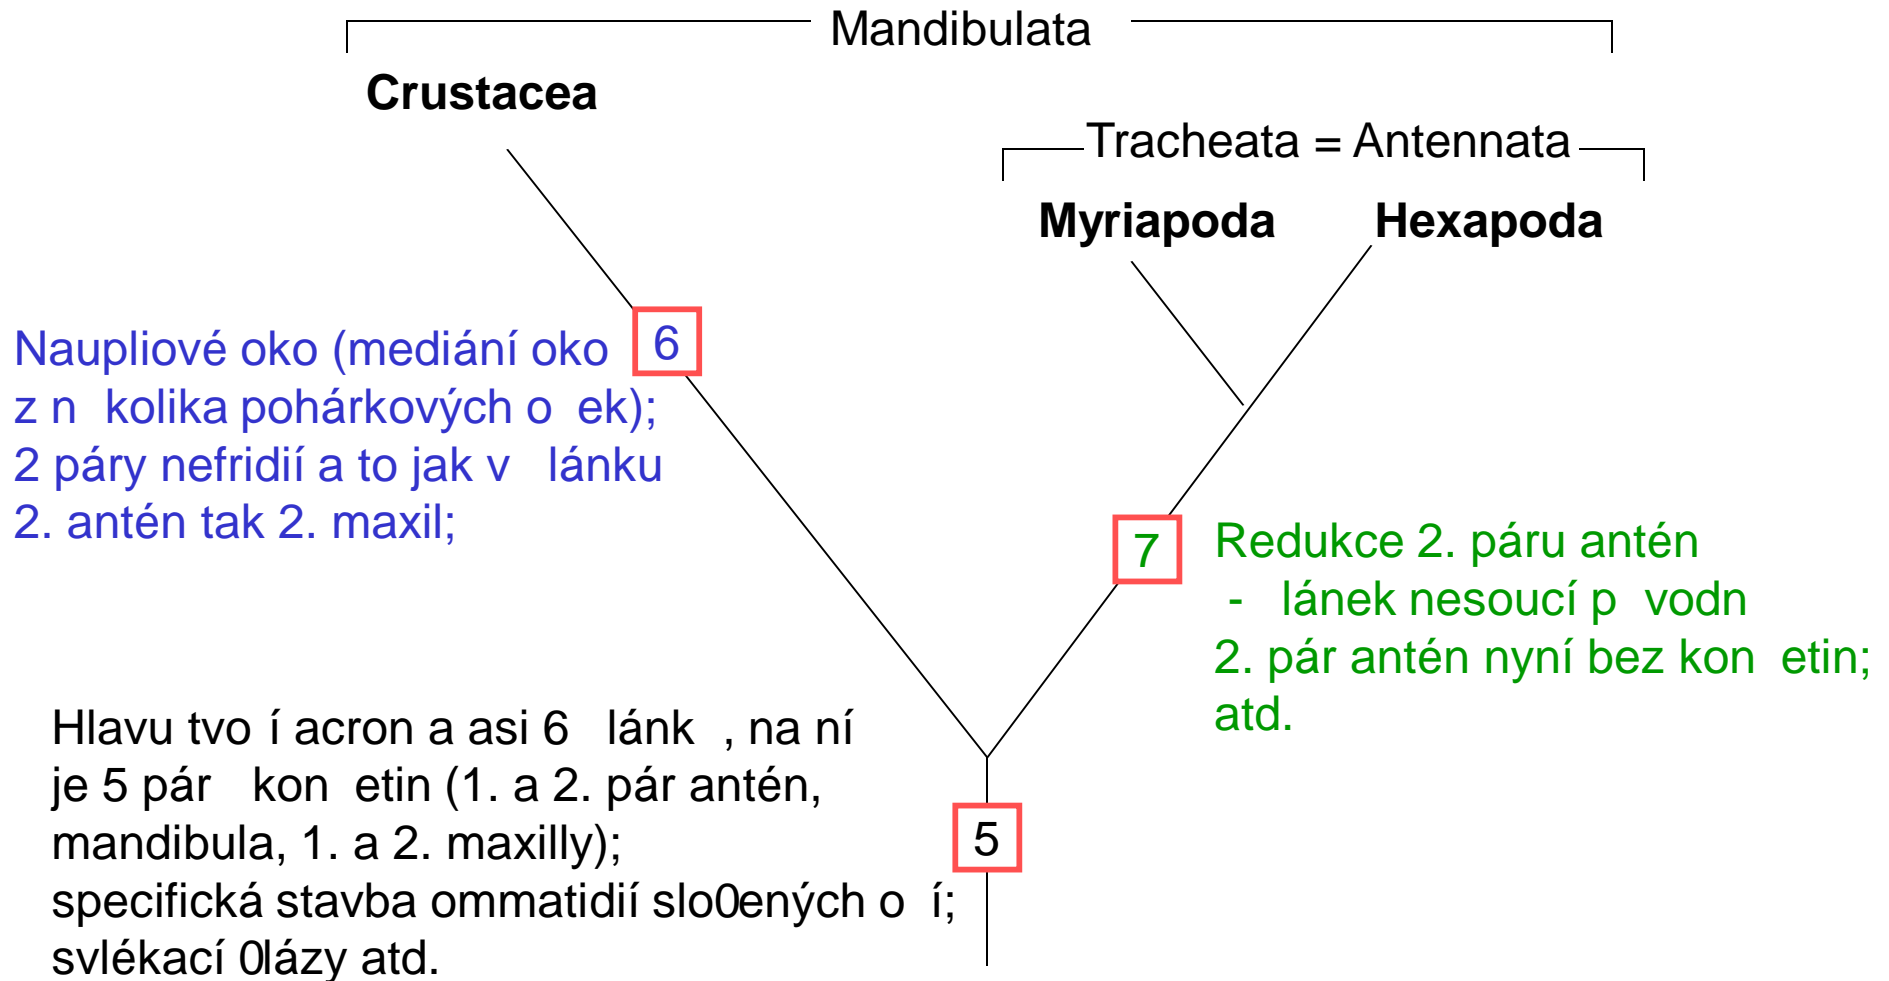 Mandibulata
Crustacea
Tracheata = Antennata
Myriapoda Hexapoda
6
Naupliové oko (mediání oko
z n kolika pohárkových o ek);
2 páry nefridií a to jak v lánku
2. antén tak 2. maxil;
7
Redukce 2. páru antén
- lánek nesoucí p vodn
2. pár antén nyní bez kon etin;
atd.
Hlavu tvo í acron a asi 6 lánk , na ní
je 5 pár kon etin (1. a 2. pár antén,
mandibula, 1. a 2. maxilly);
specifická stavba ommatidií slo0ených o í;
svlékací 0lázy atd.
5